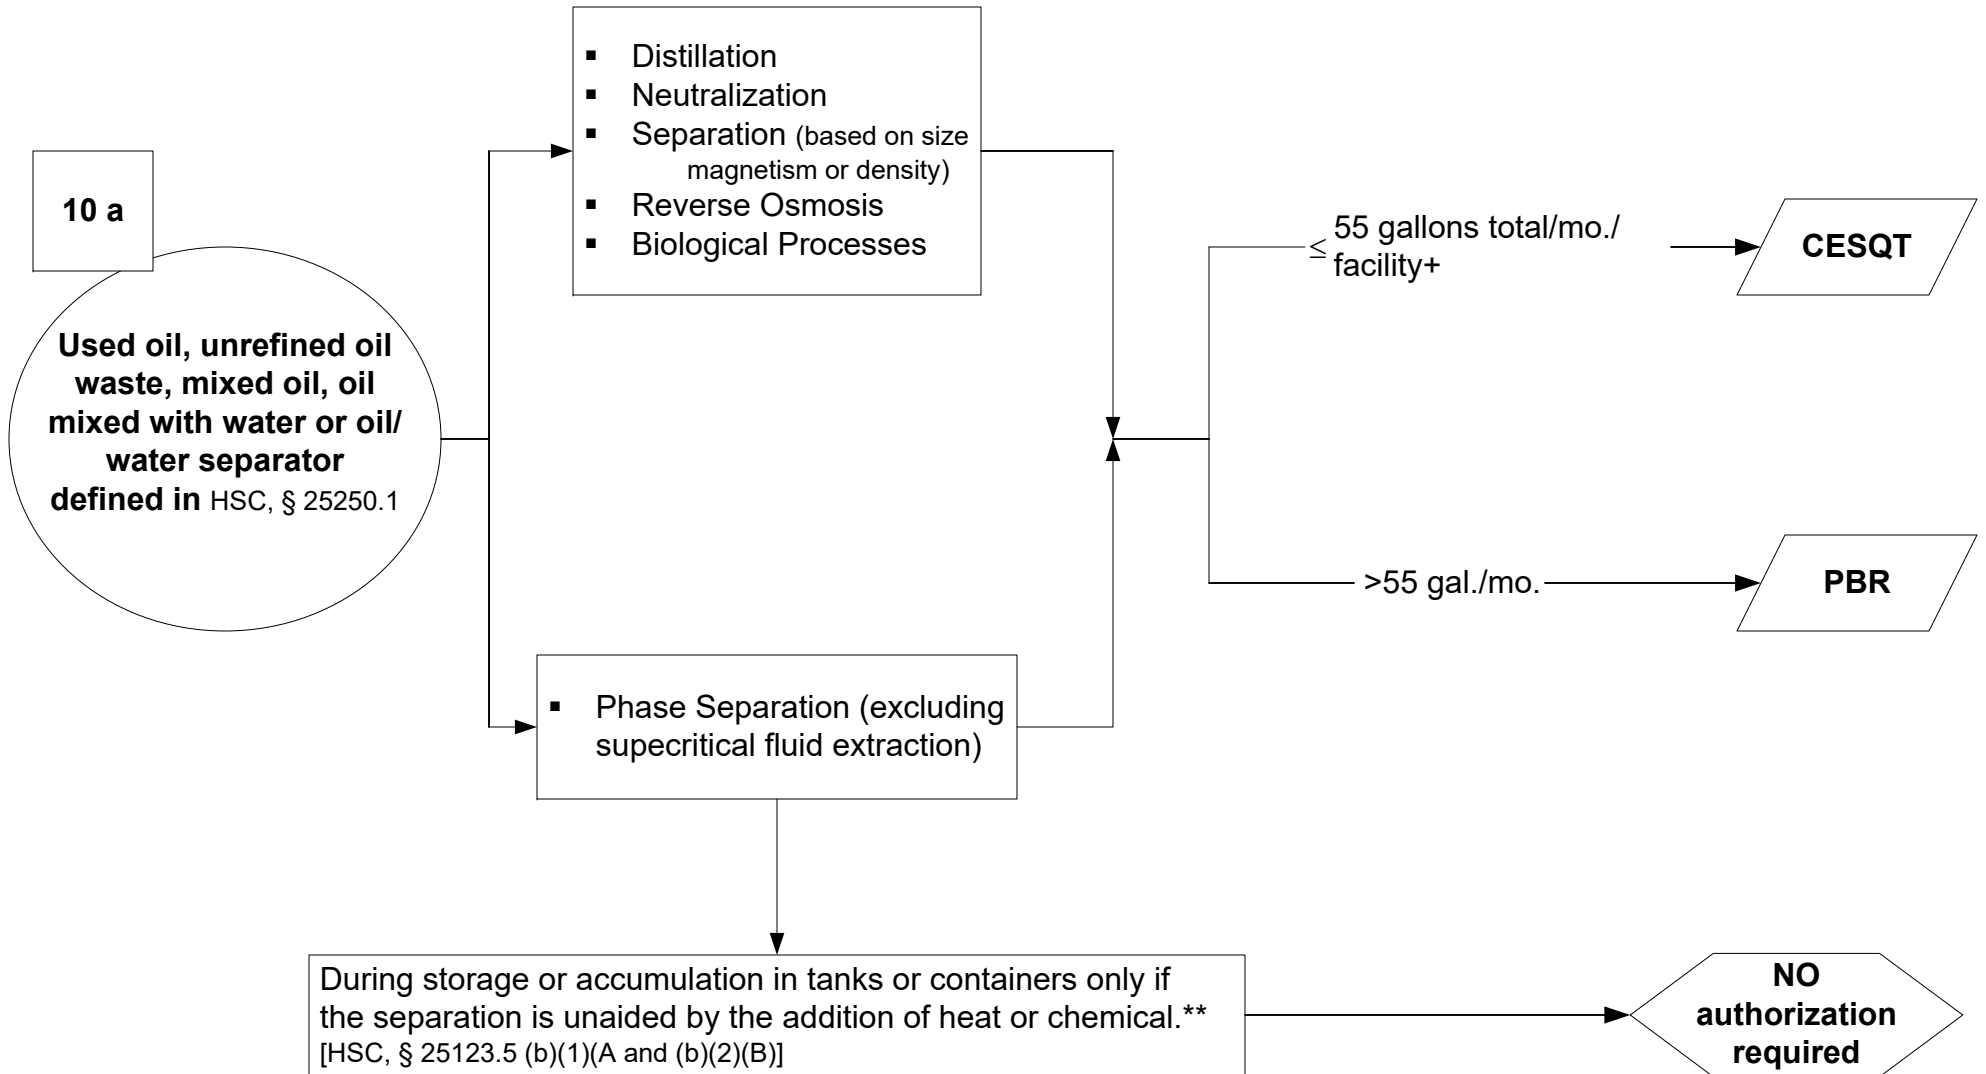 10 a
Used oil, unrefined oil
waste, mixed oil, oil
mixed with water or oil/
water separator
defined in HSC, § 25250.1
▪ Distillation
▪ Neutralization
▪ Separation (based on size
magnetism or density)
▪ Reverse Osmosis
▪ Biological Processes
≤ 55 gallons total/mo./
facility+
CESQT
>55 gal./mo.
PBR
▪ Phase Separation (excluding
supecritical fluid extraction)
During storage or accumulation in tanks or containers only if
the separation is unaided by the addition of heat or chemical.**
[HSC, § 25123.5 (b)(1)(A and (b)(2)(B)]
NO
authorization
required